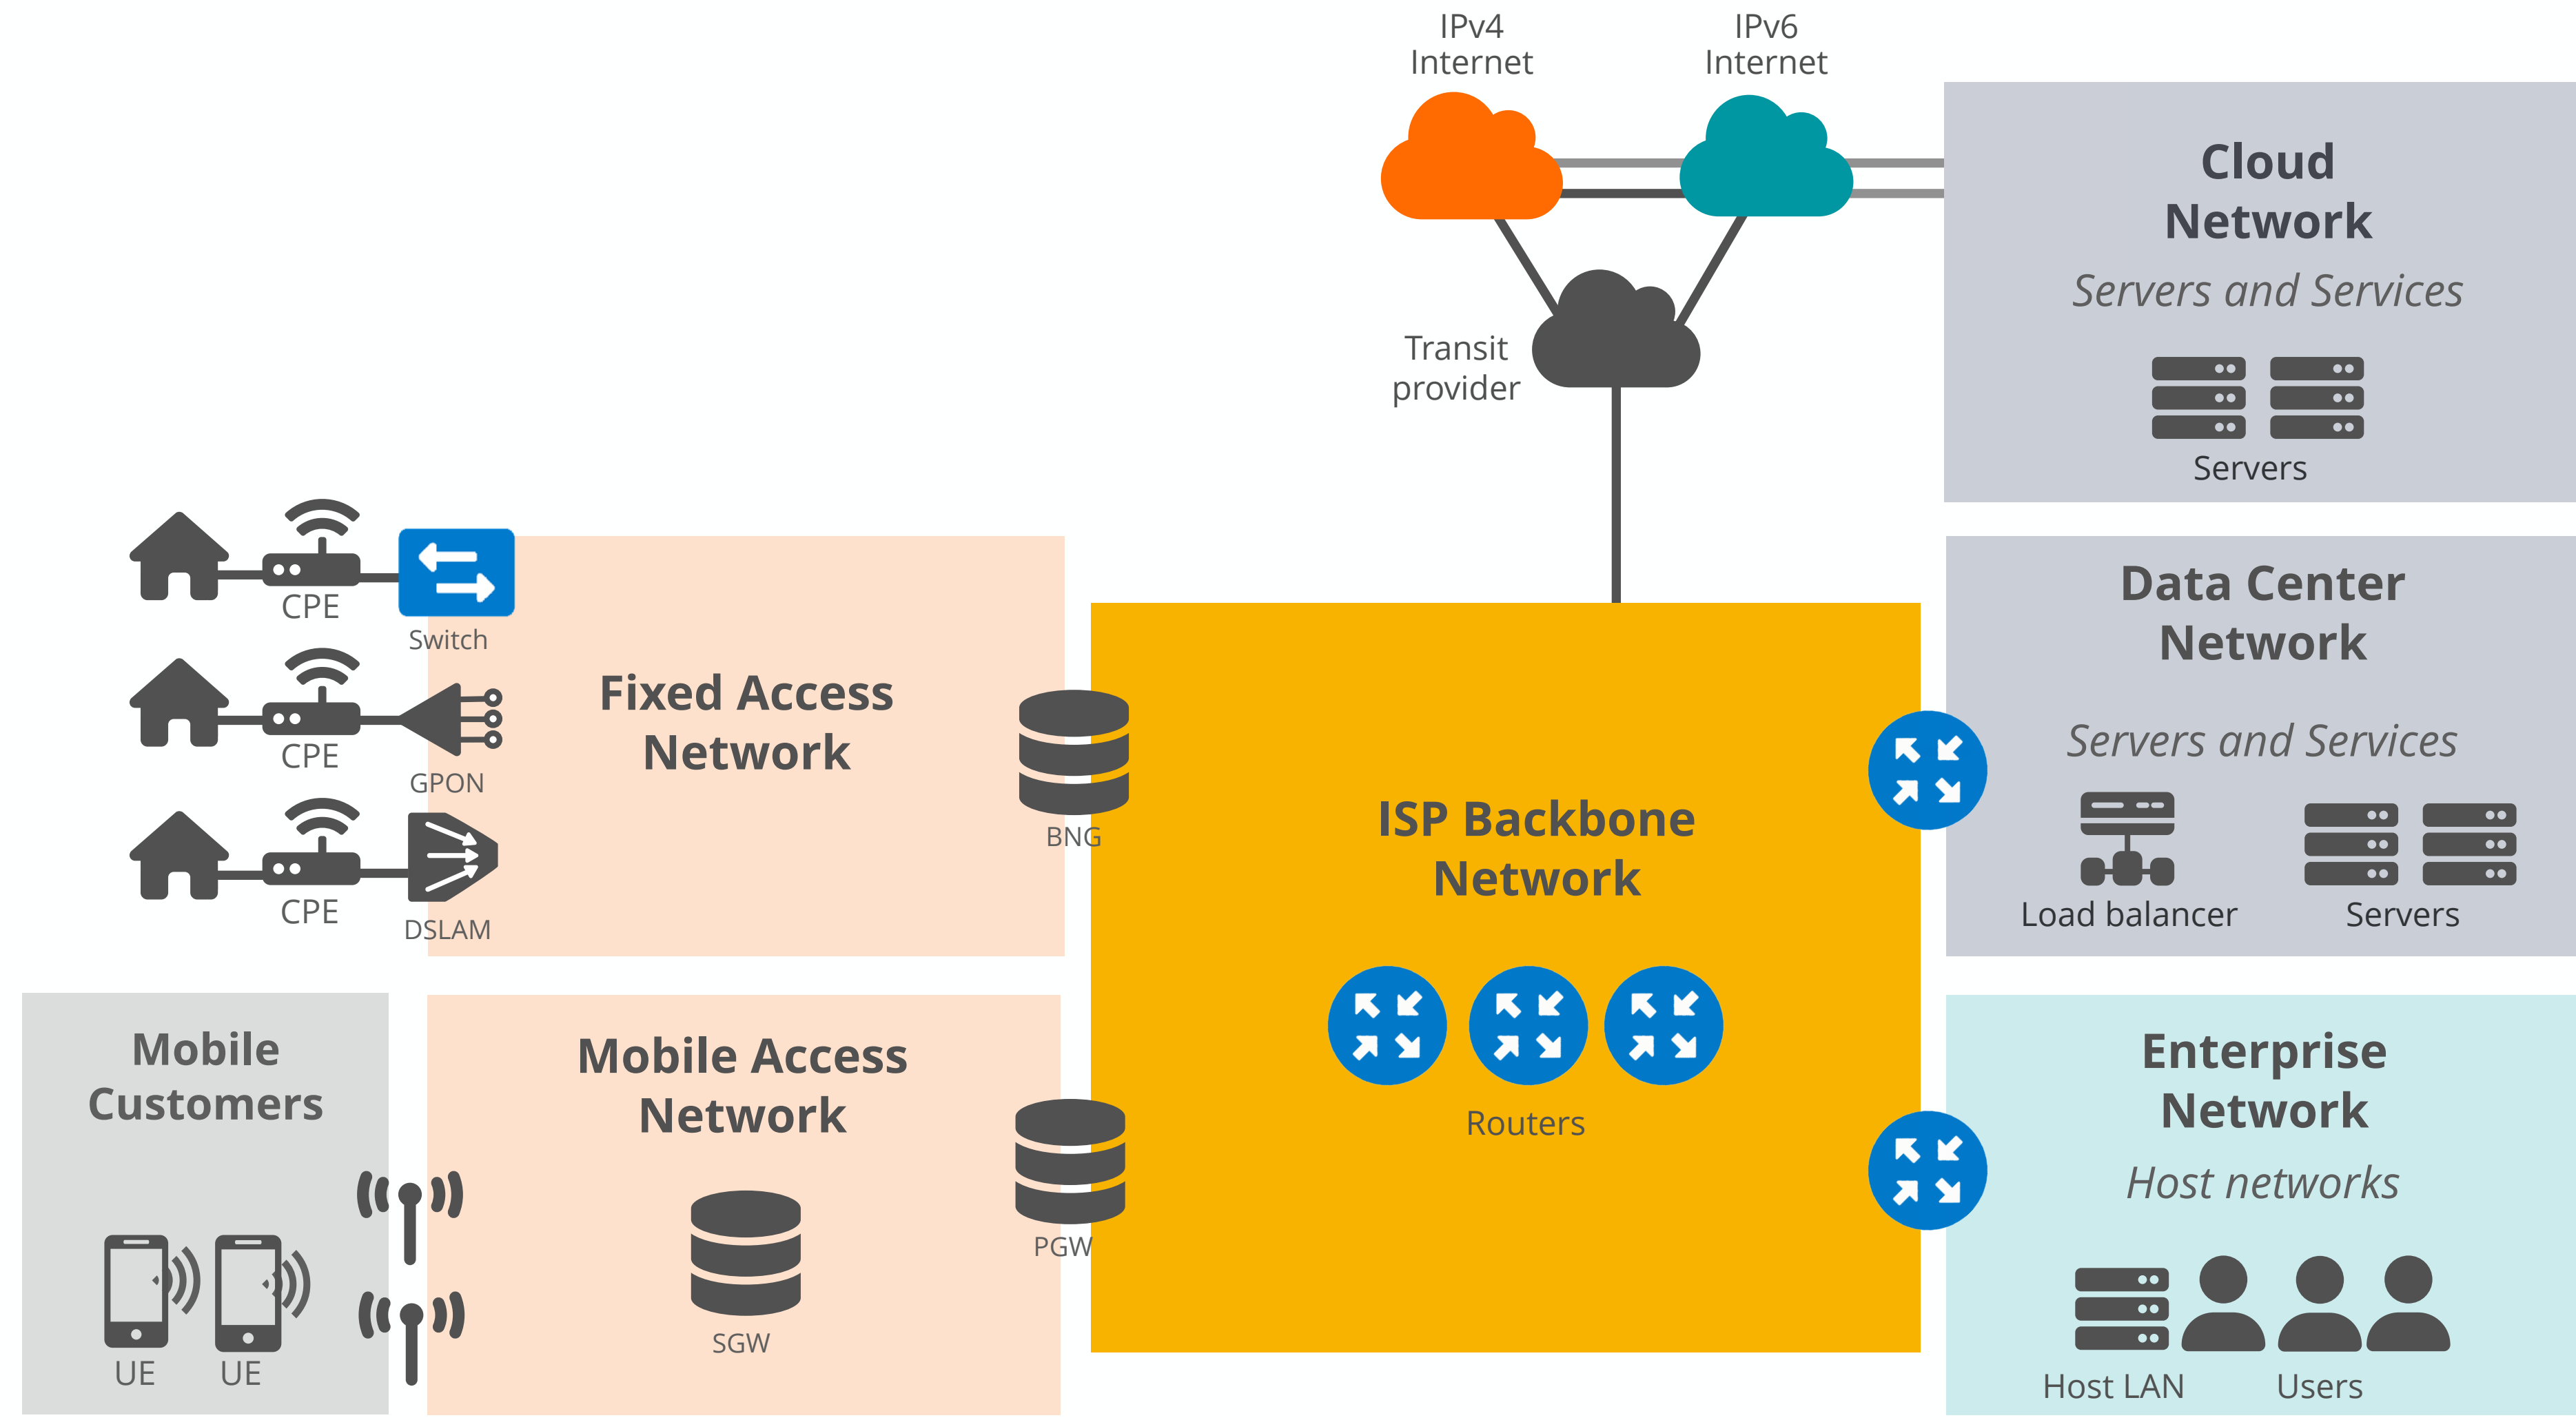 IPv4
Internet
IPv6
Internet
Cloud
Network
Servers and Services
Servers
Transit
provider
CPE
Switch
CPE
GPON
CPE
DSLAM
Fixed Access
Network
BNG
ISP Backbone
Network
Routers
Data Center
Network
Servers and Services
Load balancer
Servers
Mobile
Customers
UE
UE
Mobile Access
Network
SGW
PGW
Enterprise
Network
Host networks
Host LAN
Users